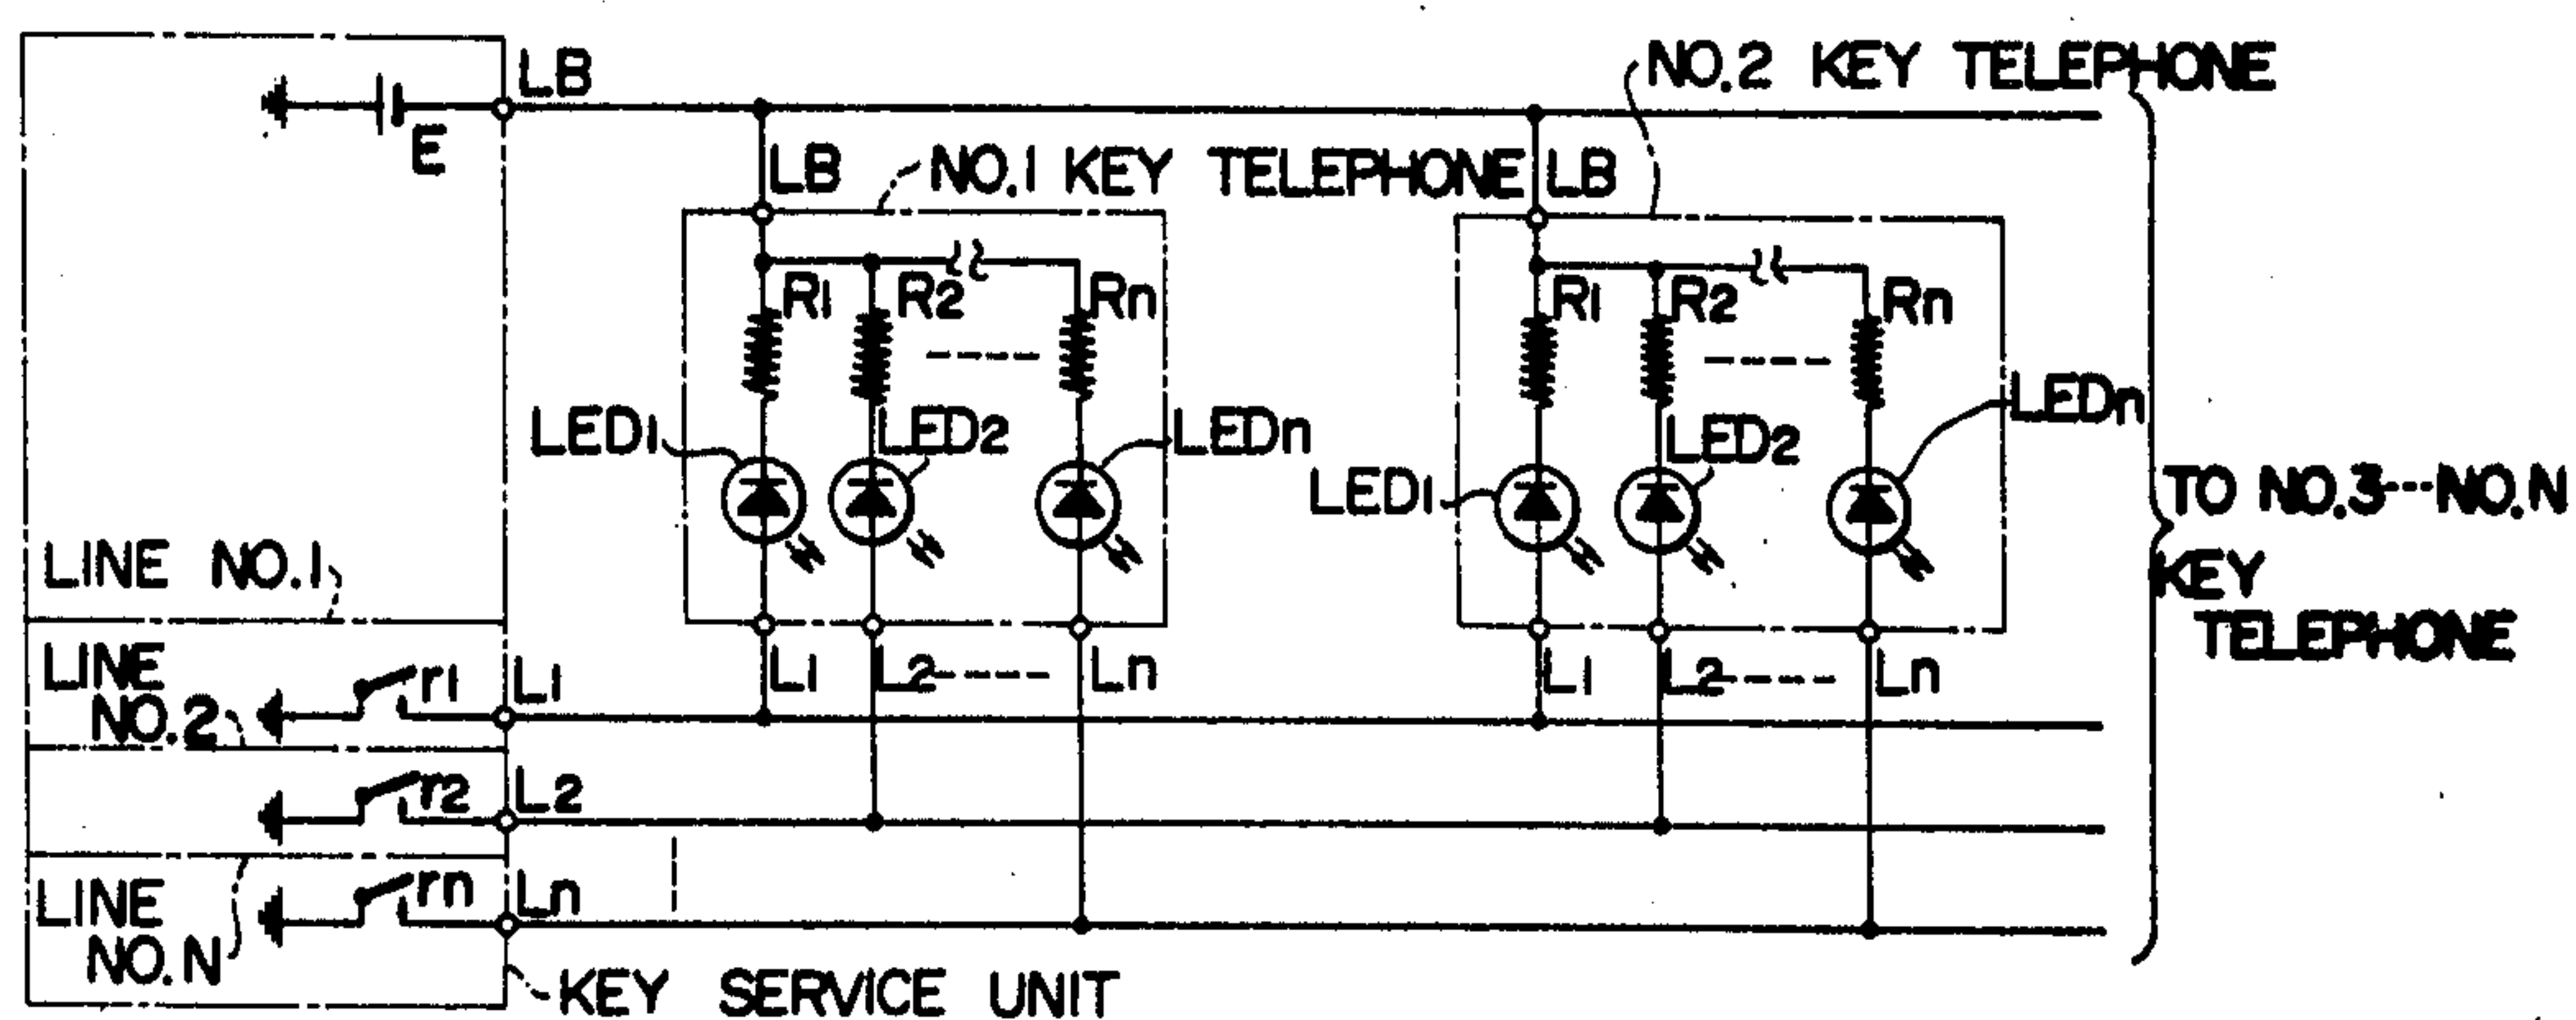 LB
E
NO.2 KEY TELEPHONE
LB
NO.1 KEY TELEPHONE
LB
R1
R2
Rn
R1
R2
Rn
LED1
LED2
LEDn
LED1
LED2
LEDn
TO NO.3---NO.N
KEY
TELEPHONE
LINE NO.1
LINE
NO.2
r1
L1
L1
L2
Ln
L1
L2
Ln
r2
L2
LINE
NO.N
rn
Ln
KEY SERVICE UNIT